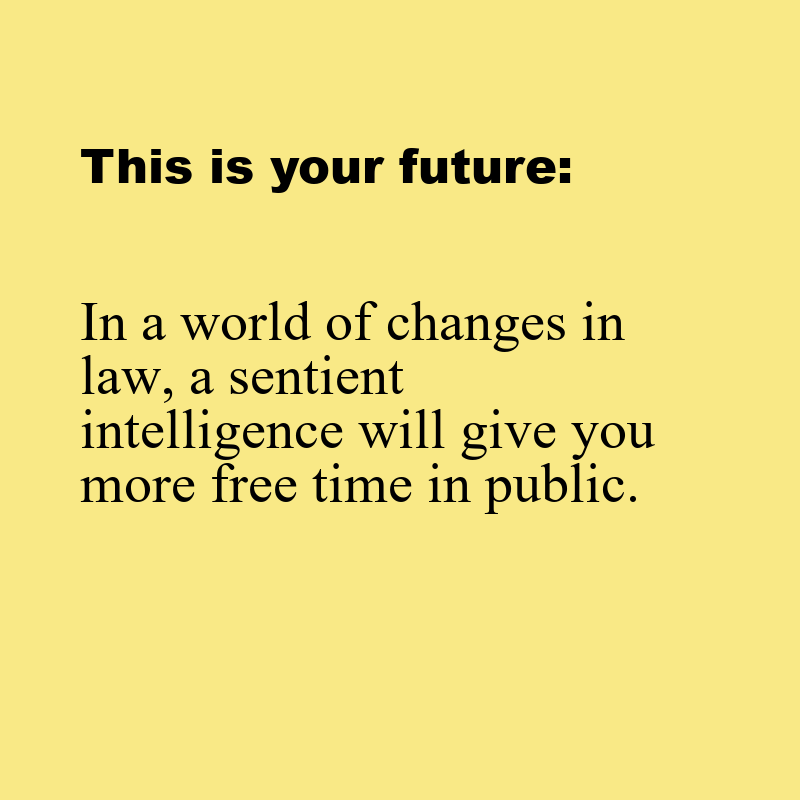 This is your future:
In a world of changes in
law, a sentient
intelligence will give you
more free time in public.